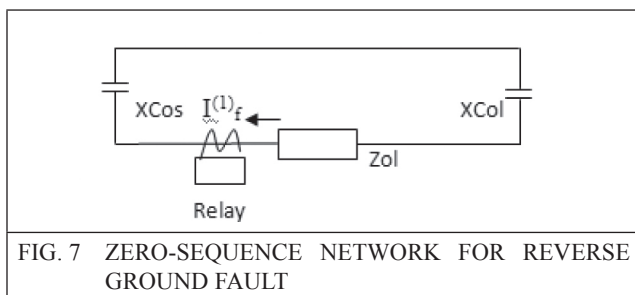 XCos
I(1)f
XCol
Zol
Relay
FIG. 7 ZERO-SEQUENCE NETWORK FOR REVERSE
GROUND FAULT